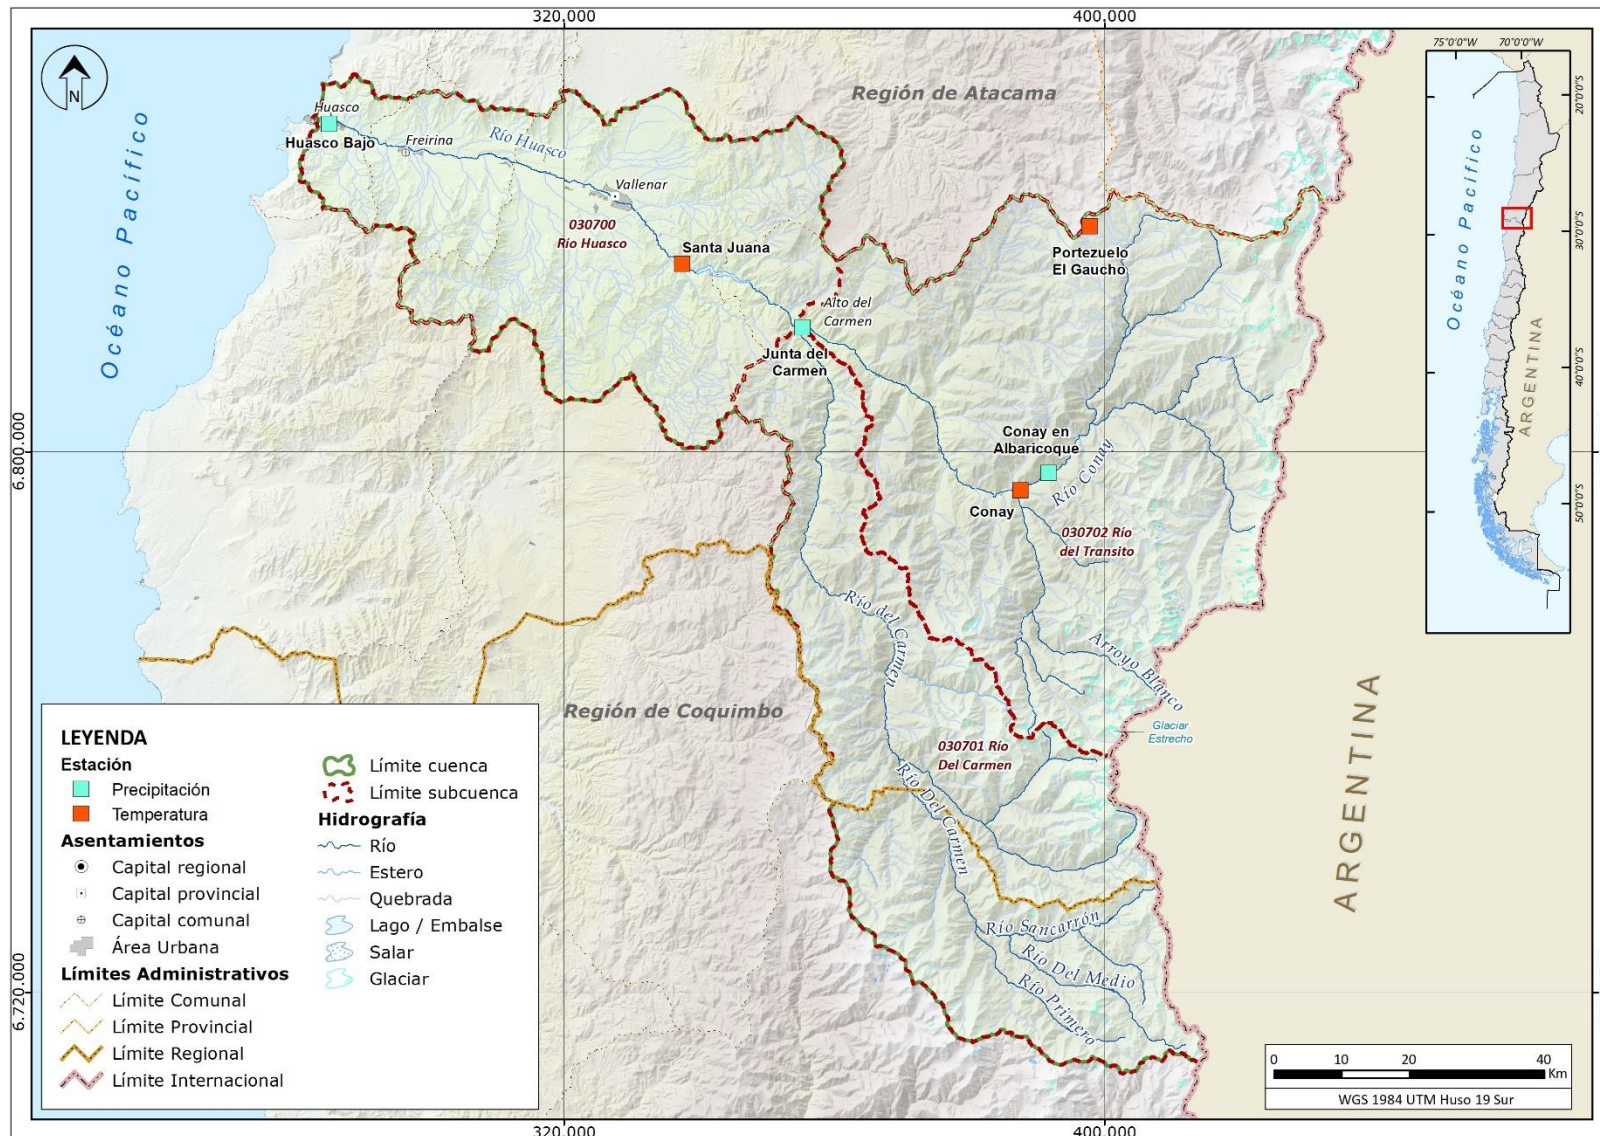 320.000
400.000
75°0'0"W
70°0'0"W
N
Región de Atacama
Huasco
Huasco Bajo
Freirina
Río Huasco
Vallenar
030700
Río Huasco
Santa Juana
Portezuelo
El Gaucho
Alto del
Carmen
Junta del
Carmen
Océano Pacífico
Océano Pacífico
20°0'0"S
30°0'0"S
40°0'0"S
50°0'0"S
ARGENTINA
6.800.000
Conay en
Albaricoque
Río Conay
Conay
030702 Río
del Transito
Río del Carmen
Arroyo Blanco
Glaciar
Estrecho
Región de Coquimbo
030701 Río
Del Carmen
Río Del Carmen
ARGENTINA
Río Sancarrón
Río Del Medio
Río Primero
6.720.000
LEYENDA
Estación
Precipitación
Temperatura
Asentamientos
Capital regional
Capital provincial
Capital comunal
Área Urbana
Límites Administrativos
Límite Comunal
Límite Provincial
Límite Regional
Límite Internacional
Límite cuenca
Límite subcuenca
Hidrografía
Río
Estero
Quebrada
Lago / Embalse
Salar
Glaciar
0 10 20 40
Km
WGS 1984 UTM Huso 19 Sur
320.000
400.000